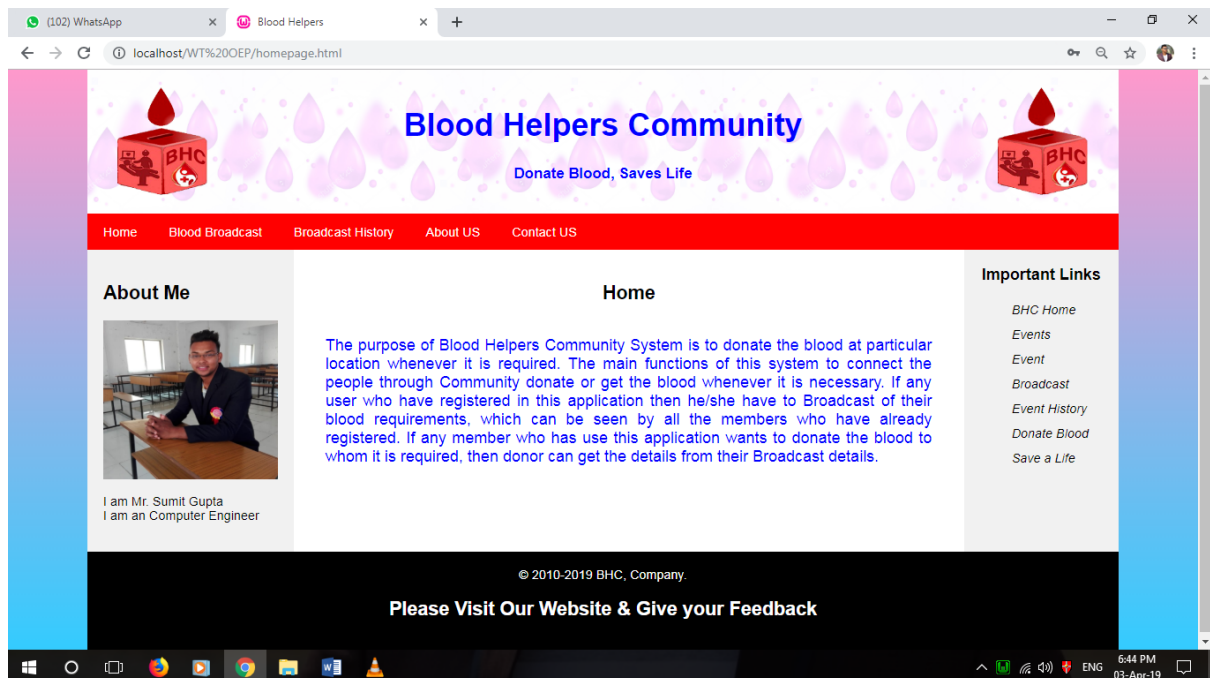 (102) WhatsApp
Blood Helpers
localhost/WT%20OEP/homepage.html
BHC
Blood Helpers Community
Donate Blood, Saves Life
BHC
Home
Blood Broadcast
Broadcast History
About US
Contact US
About Me
I am Mr. Sumit Gupta
I am an Computer Engineer
Home
The purpose of Blood Helpers Community System is to donate the blood at particular
location whenever it is required. The main functions of this system to connect the
people through Community donate or get the blood whenever it is necessary. If any
user who have registered in this application then he/she have to Broadcast of their
blood requirements, which can be seen by all the members who have already
registered. If any member who has use this application wants to donate the blood to
whom it is required, then donor can get the details from their Broadcast details.
Important Links
BHC Home
Events
Event
Broadcast
Event History
Donate Blood
Save a Life
© 2010-2019 BHC, Company.
Please Visit Our Website & Give your Feedback
ENG
6:44 PM
03-Apr-19